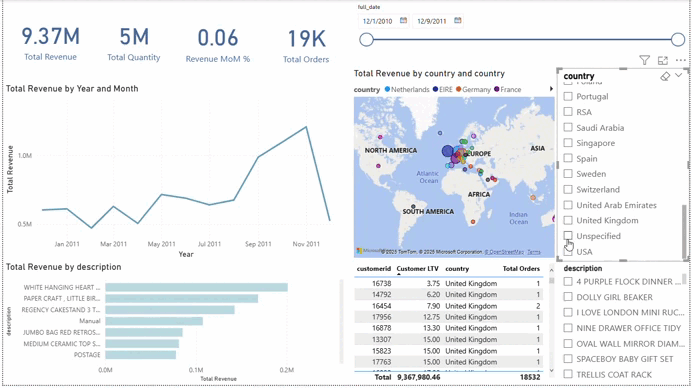 9.37M
Total Revenue
5M
Total Quantity
0.06
Revenue MoM %
19K
Total Orders
full_date
12/1/2010
12/9/2011
Total Revenue by Year and Month
Total Revenue
1.0M
0.5M
Jan 2011 Mar 2011 May 2011 Jul 2011 Sep 2011 Nov 2011
Year
Total Revenue by country and country
country Netherlands EIRE Germany France
NORTH AMERICA
EUROPE
ASIA
Atlantic
Ocean
AFRICA
SOUTH AMERICA
Indian
Ocean
© 2025 TomTom, © 2025 Microsoft Corporation, © OpenStreetMap Terms
country
Poland
Portugal
RSA
Saudi Arabia
Singapore
Spain
Sweden
Switzerland
United Arab Emirates
United Kingdom
Unspecified
USA
Total Revenue by description
description
WHITE HANGING HEART ...
PAPER CRAFT , LITTLE BIR...
REGENCY CAKESTAND 3 T...
Manual
JUMBO BAG RED RETROS...
MEDIUM CERAMIC TOP S...
POSTAGE
0.0M 0.1M 0.2M
Total Revenue
customerid Customer LTV country Total Orders
16738 3.75 United Kingdom 1
14792 6.20 United Kingdom 1
16454 7.90 United Kingdom 2
17956 12.75 United Kingdom 1
16878 13.30 United Kingdom 1
13307 15.00 United Kingdom 1
15823 15.00 United Kingdom 1
17763 15.00 United Kingdom 1
Total 9,367,980.46 18532
description
4 PURPLE FLOCK DINNER ...
DOLLY GIRL BEAKER
I LOVE LONDON MINI RUC...
NINE DRAWER OFFICE TIDY
OVAL WALL MIRROR DIAM...
SPACEBOY BABY GIFT SET
TRELLIS COAT RACK